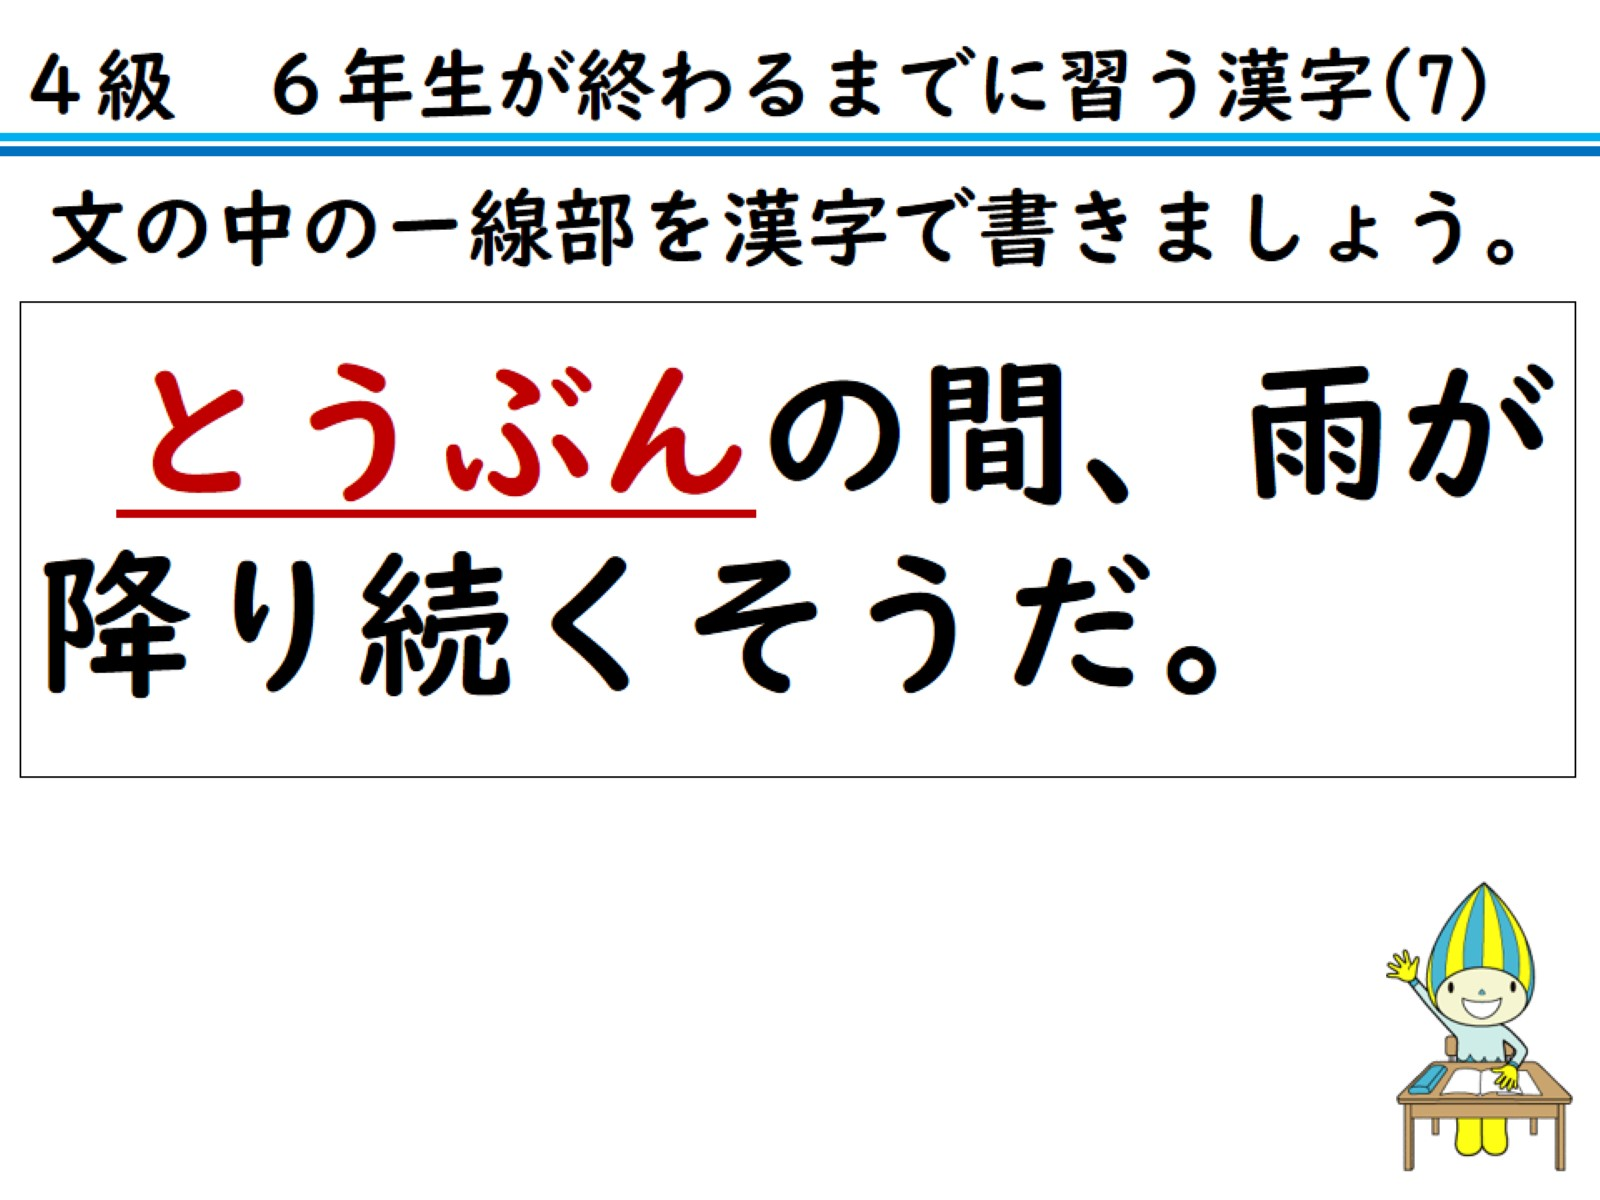 ４級　６年生が終わるまでに習う漢字(7)
文の中の―線部を漢字で書きましょう。
とうぶんの間、雨が
降り続くそうだ。